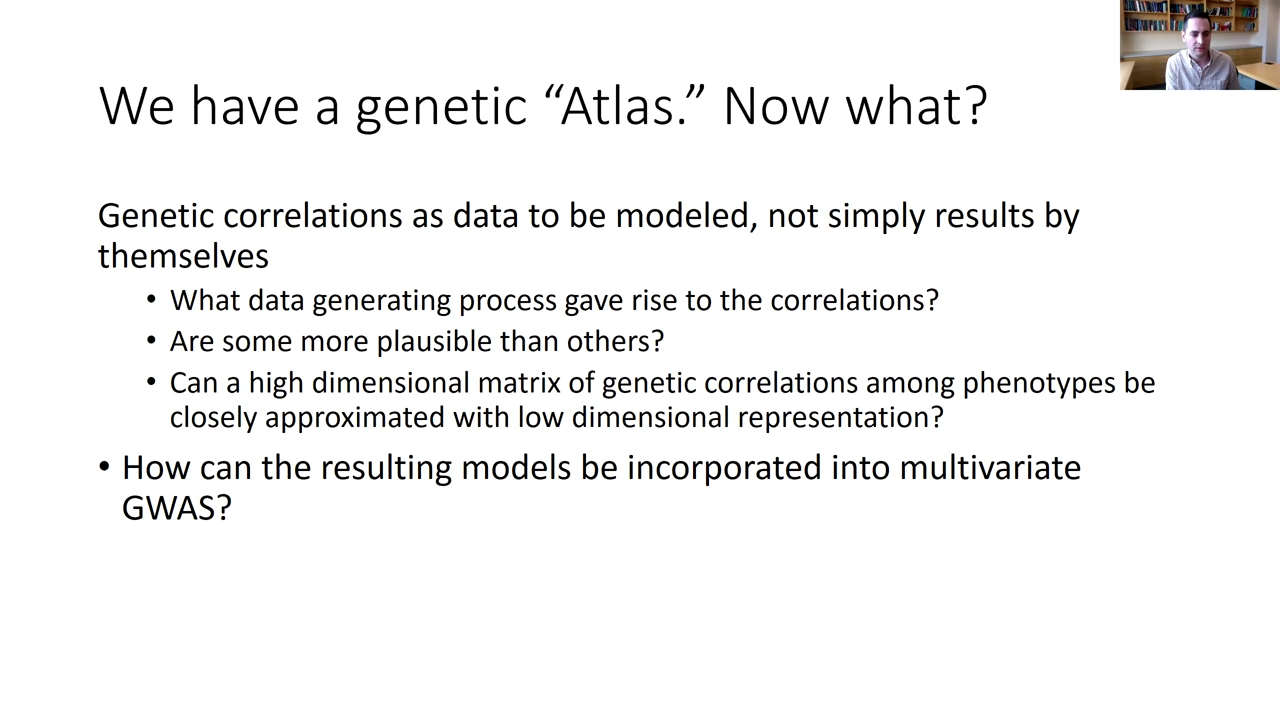 We have a genetic “Atlas.” Now what?
Genetic correlations as data to be modeled, not simply results by
themselves
• What data generating process gave rise to the correlations?
• Are some more plausible than others?
• Can a high dimensional matrix of genetic correlations among phenotypes be
closely approximated with low dimensional representation?
• How can the resulting models be incorporated into multivariate
GWAS?